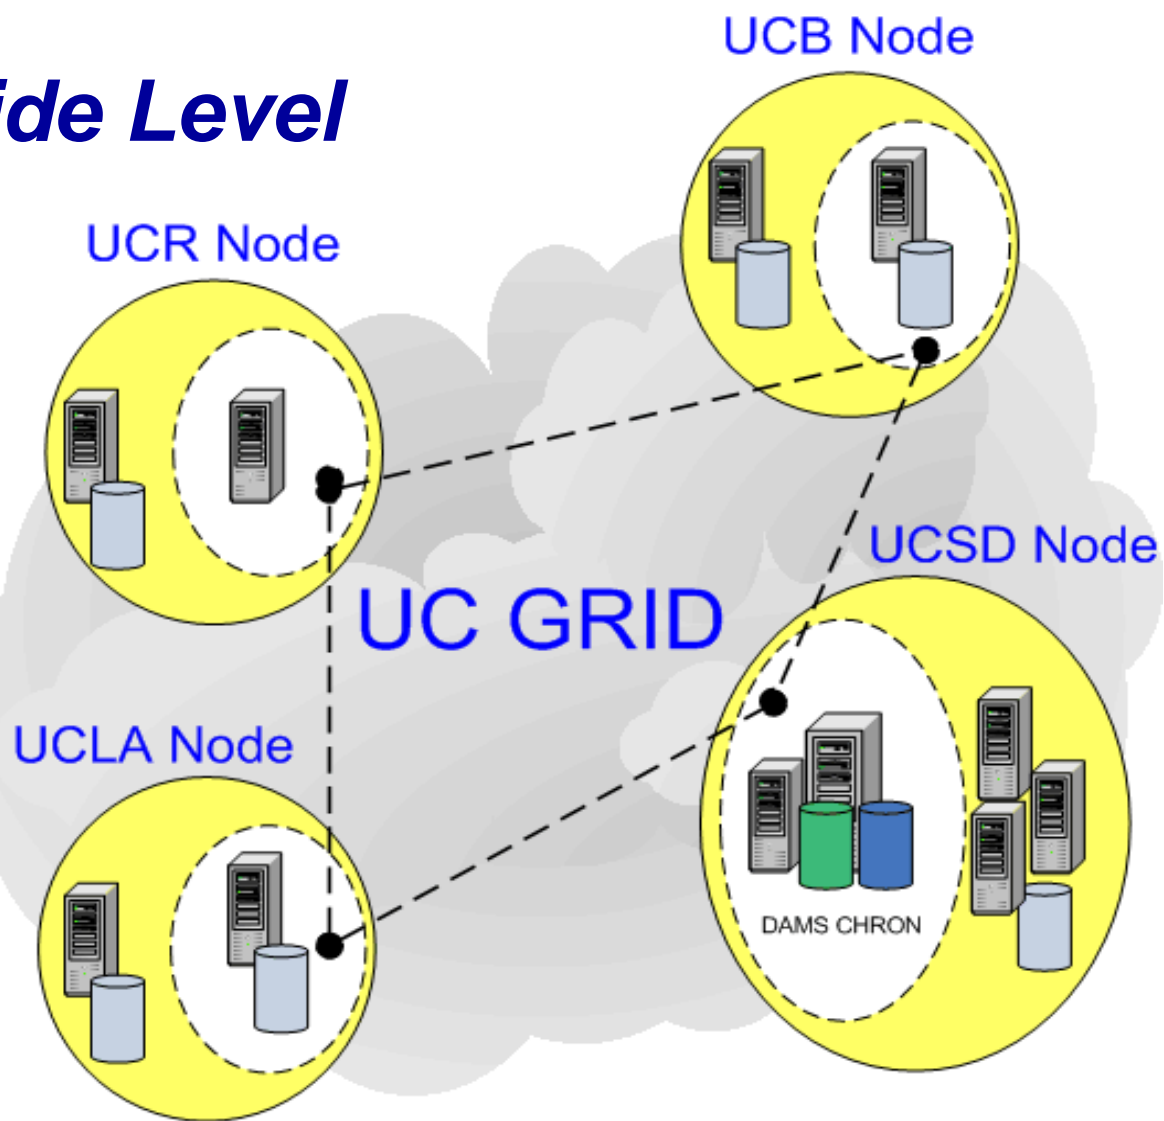 ide Level
UCB Node
UCR Node
UCSD Node
UC GRID
UCLA Node
DAMS CHRON